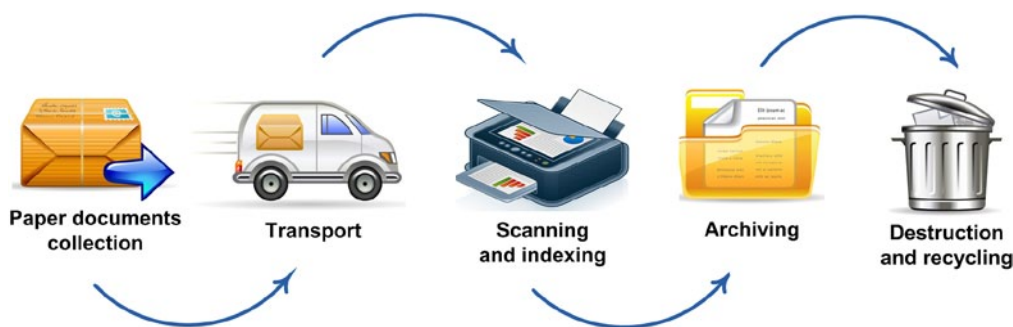 Paper documents
collection
Transport
Scanning
and indexing
Archiving
Destruction
and recycling